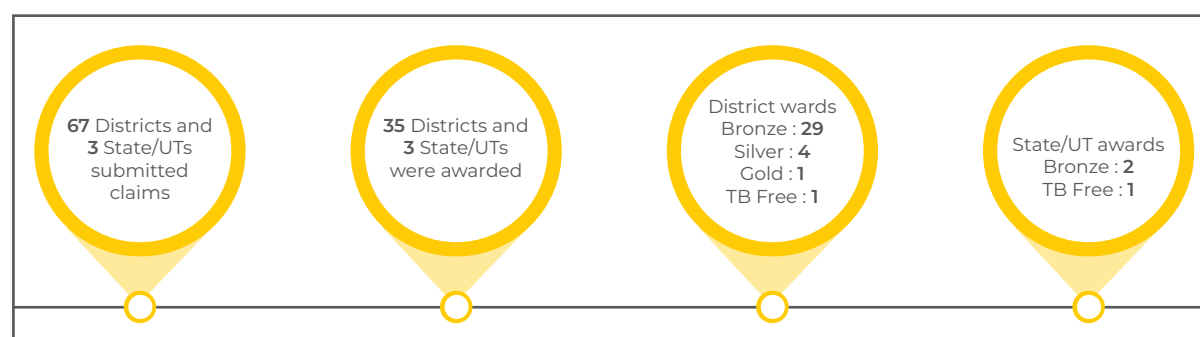 67 Districts and
3 State/UTs
submitted
claims
35 Districts and
3 State/UTs
were awarded
District wards
Bronze : 29
Silver : 4
Gold : 1
TB Free : 1
State/UT awards
Bronze : 2
TB Free : 1